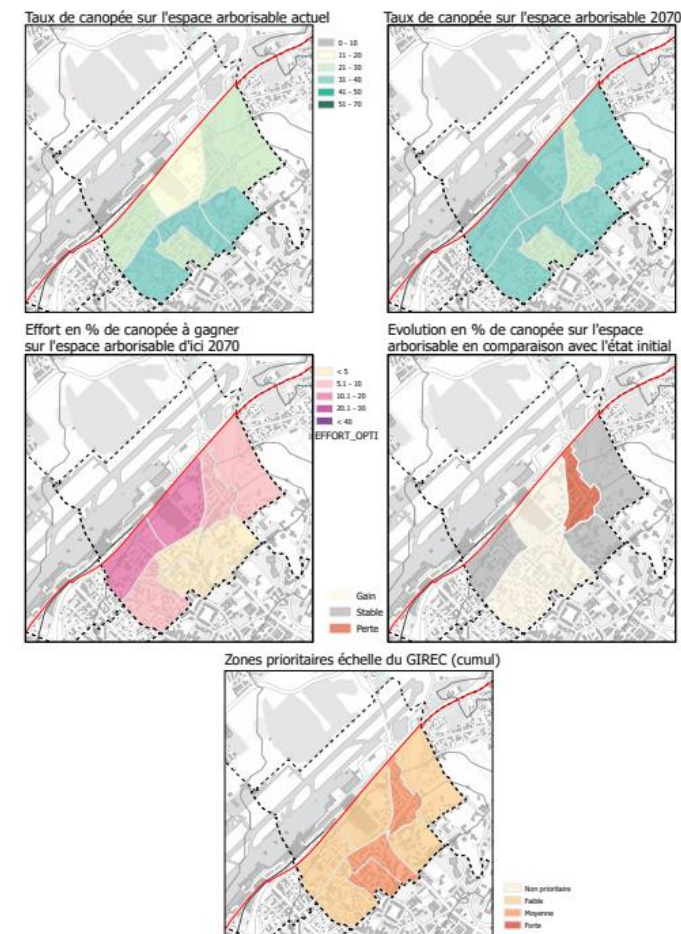 Taux de canopée sur l'espace arborisable actuel
0 - 10
11 - 20
21 - 30
31 - 40
41 - 50
51 - 70
Taux de canopée sur l'espace arborisable 2070
Effort en % de canopée à gagner
sur l'espace arborisable d'ici 2070
< 5
5.1 - 10
10.1 - 20
20.1 - 30
< 40
EFFORT_OPTI
Evolution en % de canopée sur l'espace
arborisable en comparaison avec l'état initial
Gain
Stable
Perte
Zones prioritaires échelle du GIREC (cumul)
Non prioritaire
Faible
Moyenne
Forte